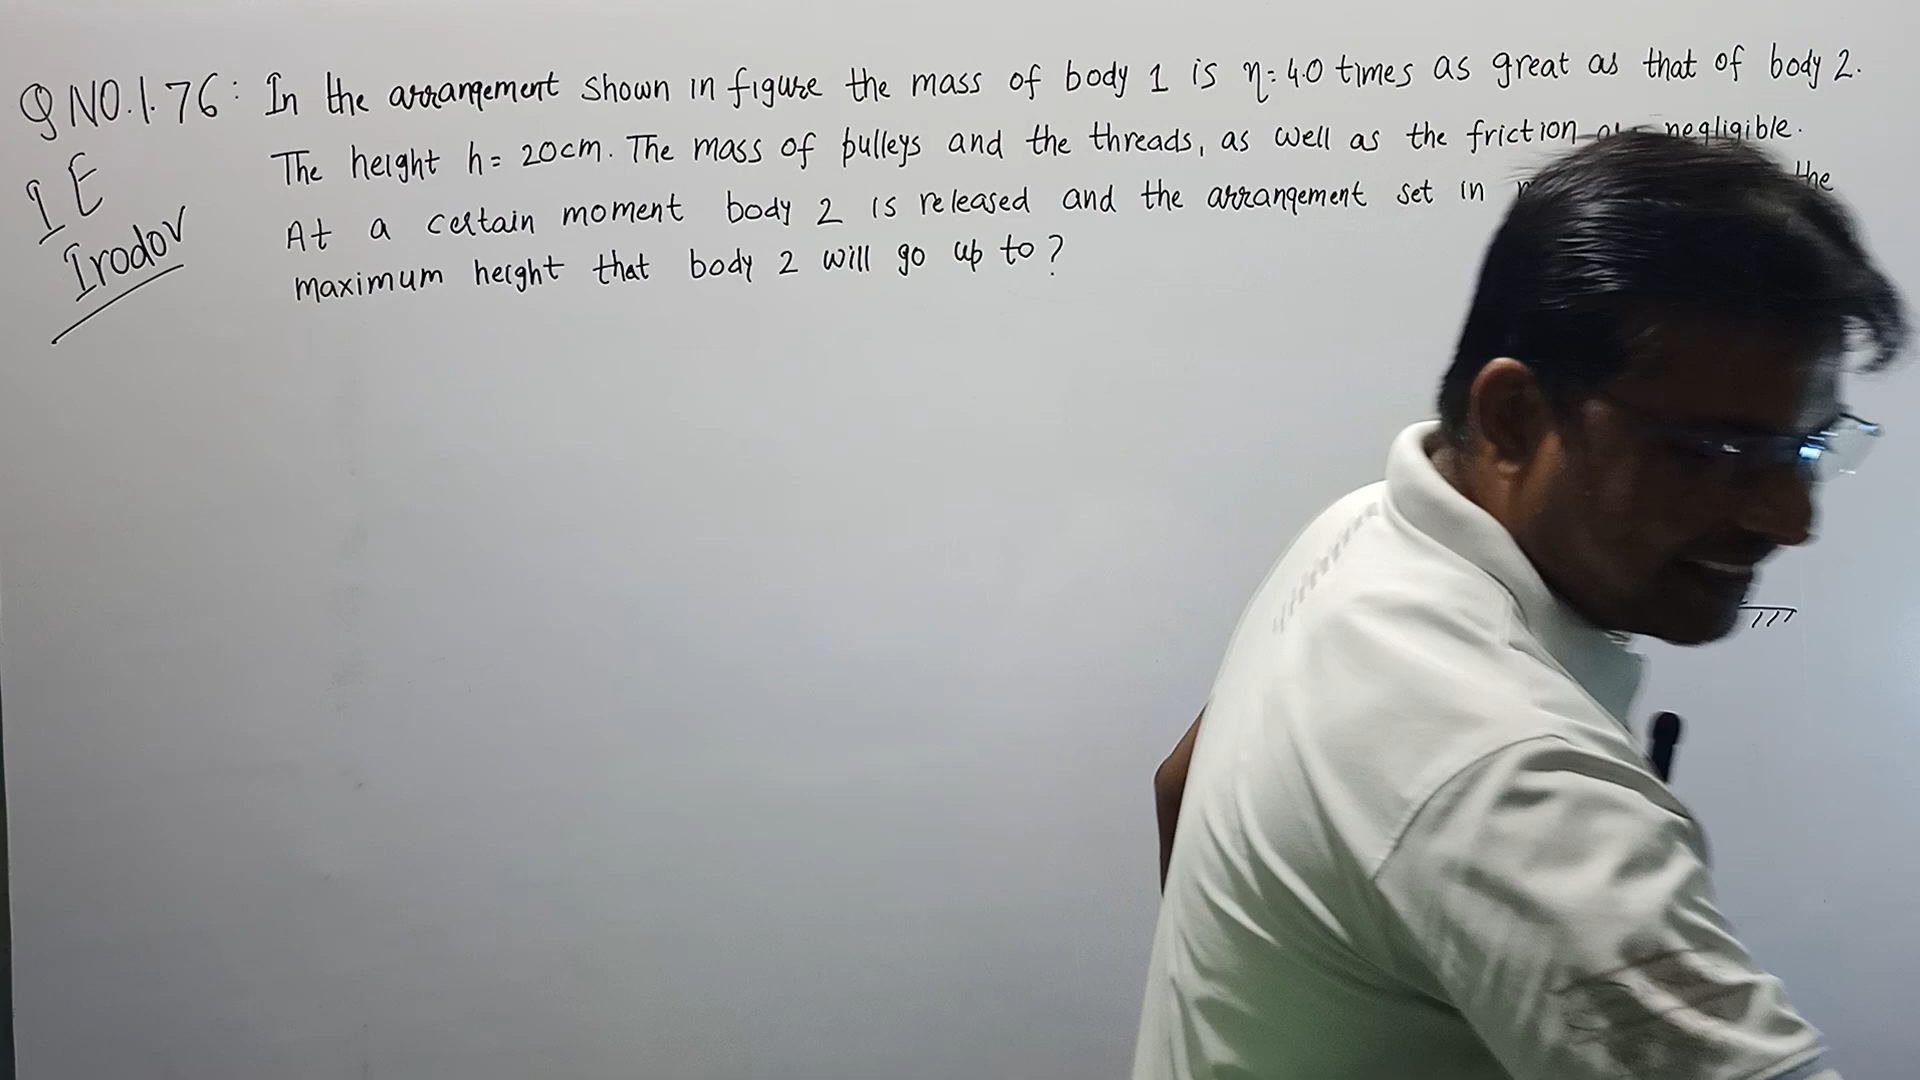 Q NO. 1.76: In the arrangement shown in figure the mass of body 1 is η = 4.0 times as great as that of body 2.
The height h = 20cm. The mass of pulleys and the threads, as well as the friction negligible.
At a certain moment body 2 is released and the arrangement set in the
maximum height that body 2 will go up to?
I E
Irodov